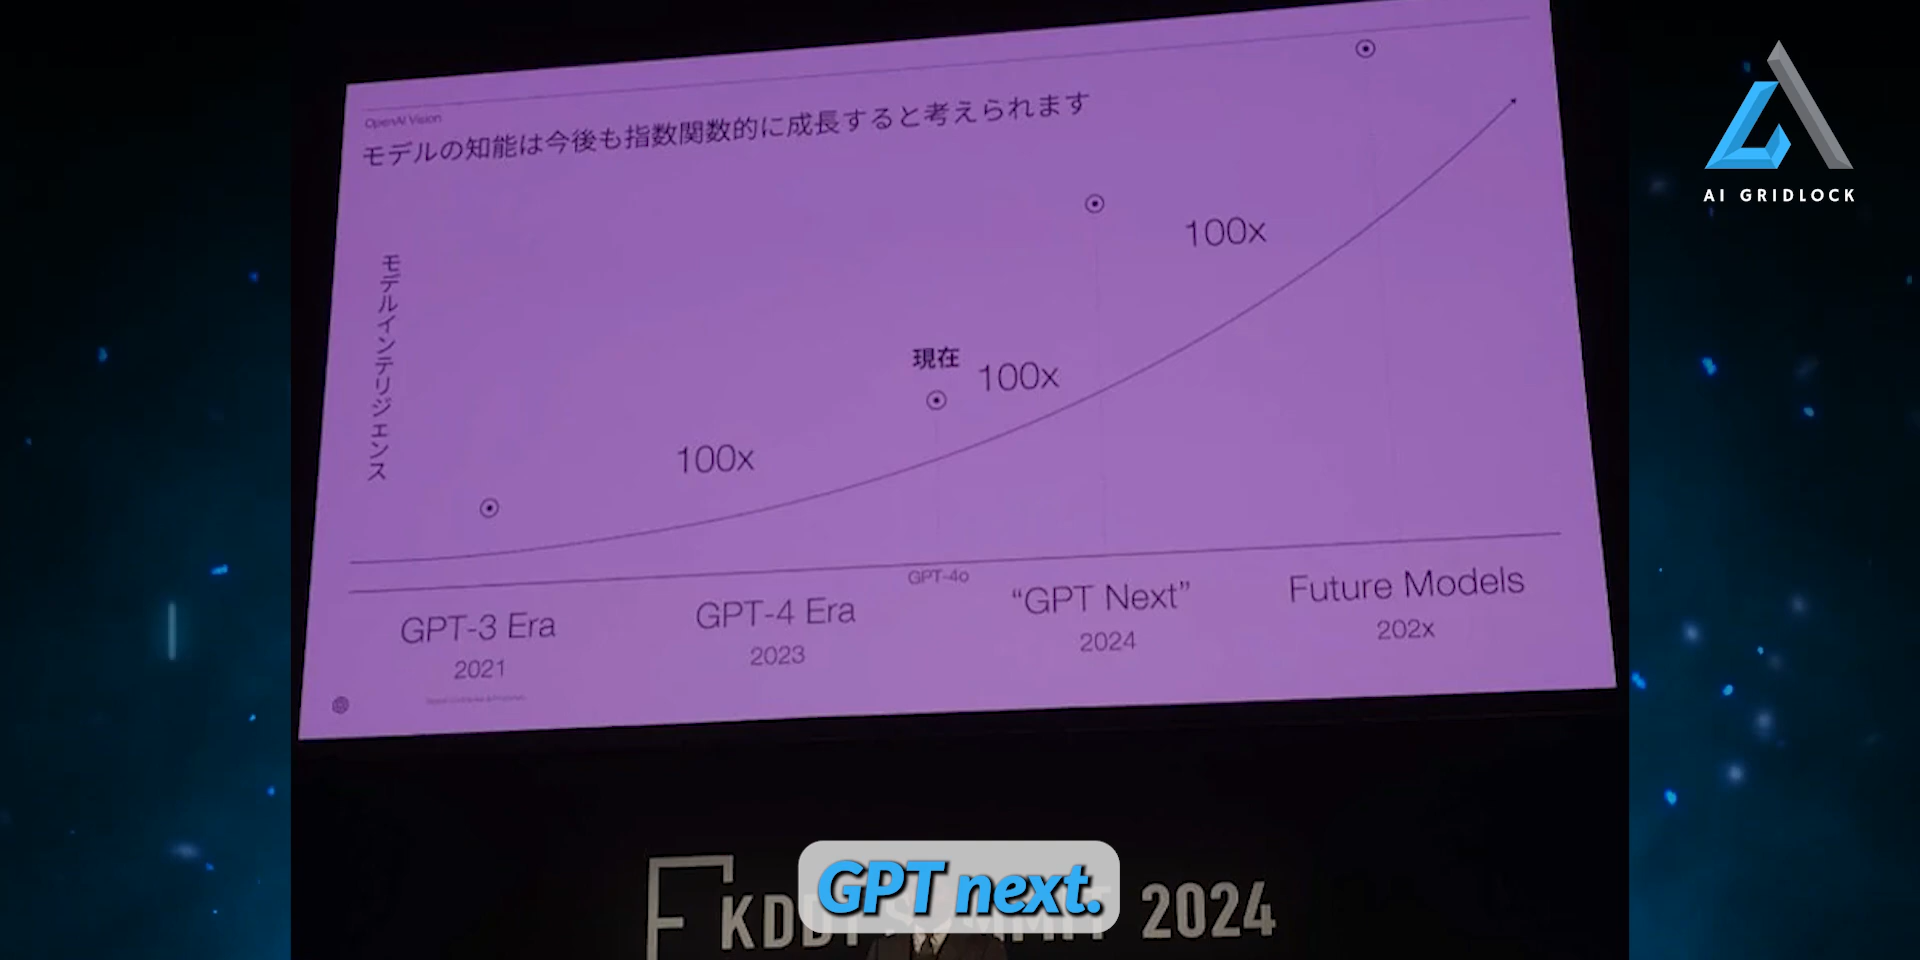 OpenAI Vision
モデルの知能は今後も指数関数的に成長すると考えられます
モデルインテリジェンス
100x
現在
100x
100x
GPT-4o
GPT-3 Era
2021
GPT-4 Era
2023
“GPT Next”
2024
Future Models
202x
AI GRIDLOCK
GPT next.
2024